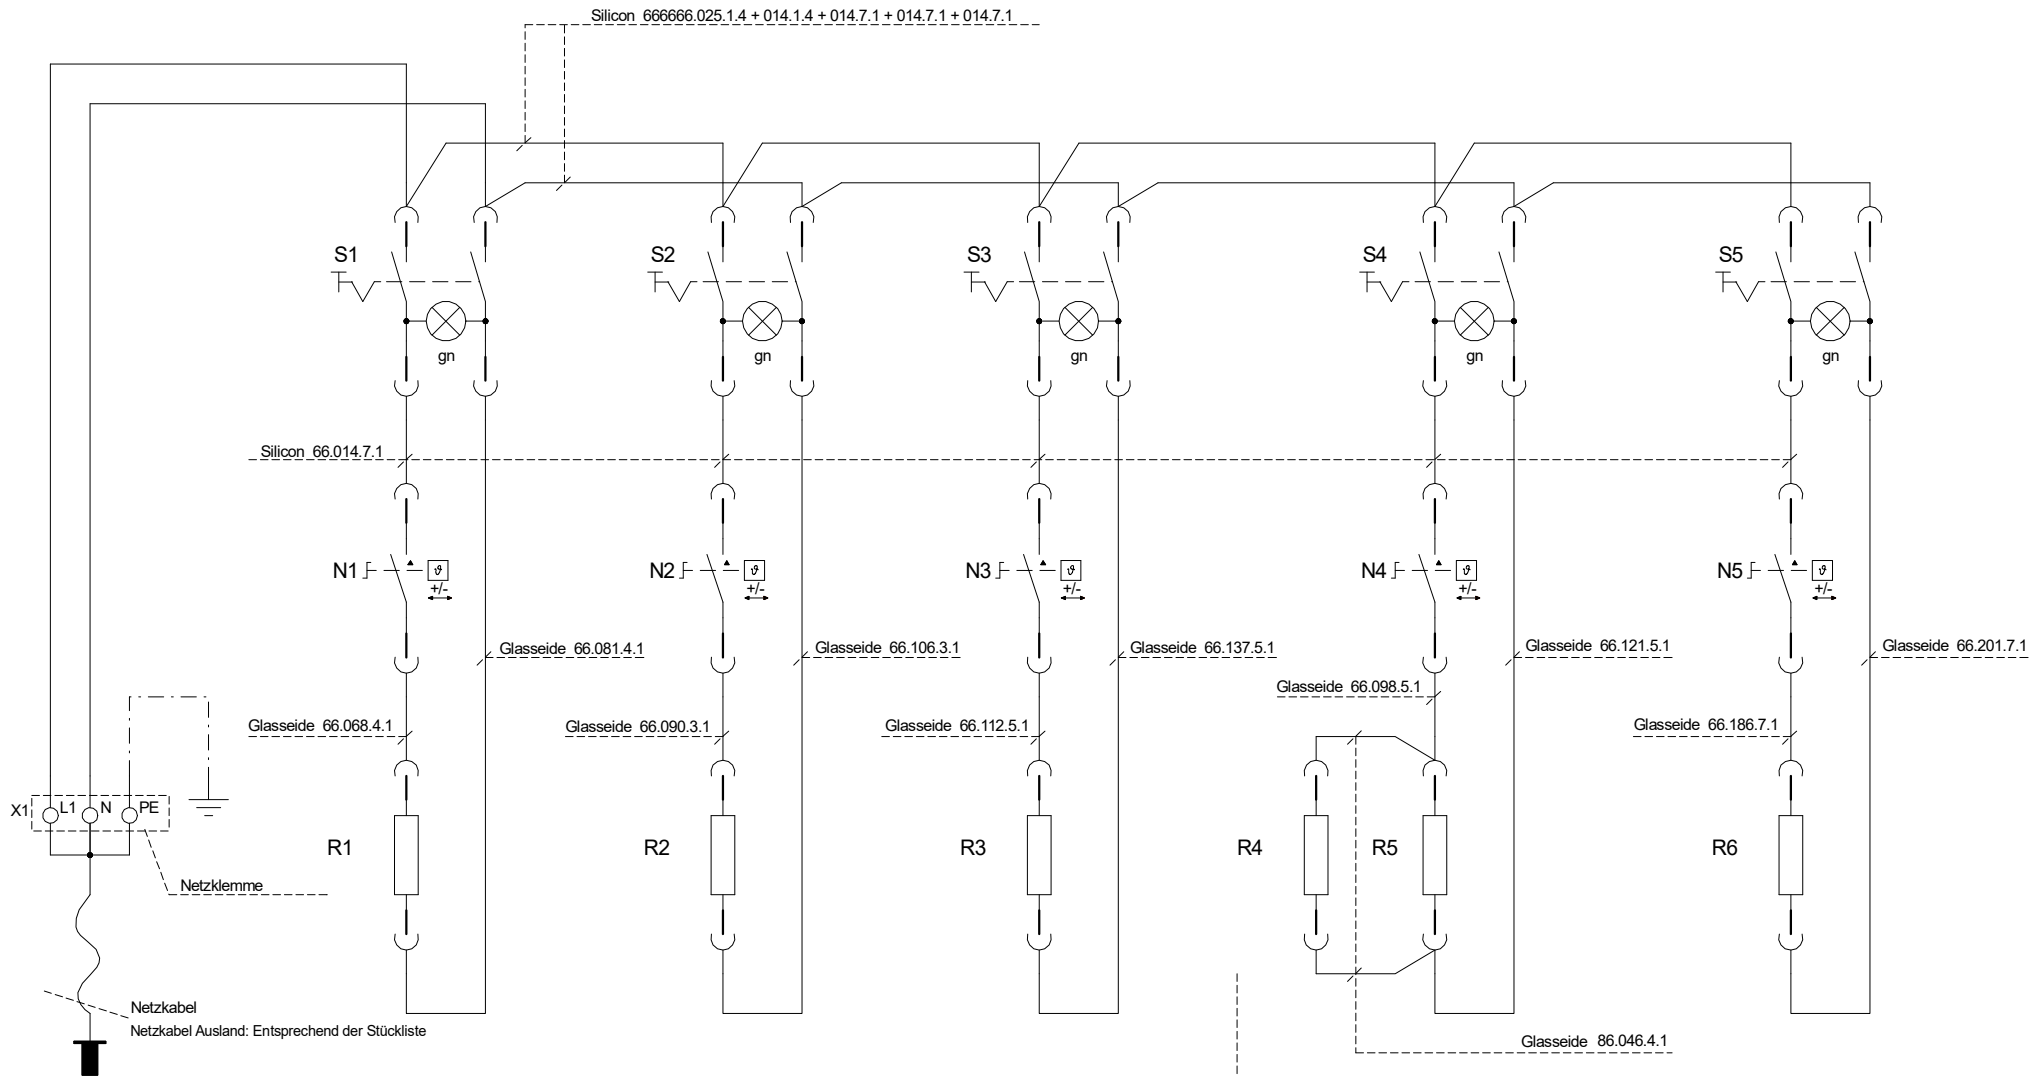 Silicon 666666.025.1.4 + 014.1.4 + 014.7.1 + 014.7.1 + 014.7.1
S1 S2 S3 S4 S5
gn gn gn gn gn
Silicon 66.014.7.1
N1 ϑ N2 ϑ N3 ϑ N4 ϑ N5 ϑ
+/- +/- +/- +/- +/-
Glasseide 66.081.4.1 Glasseide 66.106.3.1 Glasseide 66.137.5.1 Glasseide 66.121.5.1 Glasseide 66.201.7.1
Glasseide 66.098.5.1
Glasseide 66.068.4.1 Glasseide 66.090.3.1 Glasseide 66.112.5.1 Glasseide 66.186.7.1
X1 L1 N PE
R1 R2 R3 R4 R5 R6
Netzklemme
Netzkabel
Netzkabel Ausland: Entsprechend der Stückliste
Glasseide 86.046.4.1